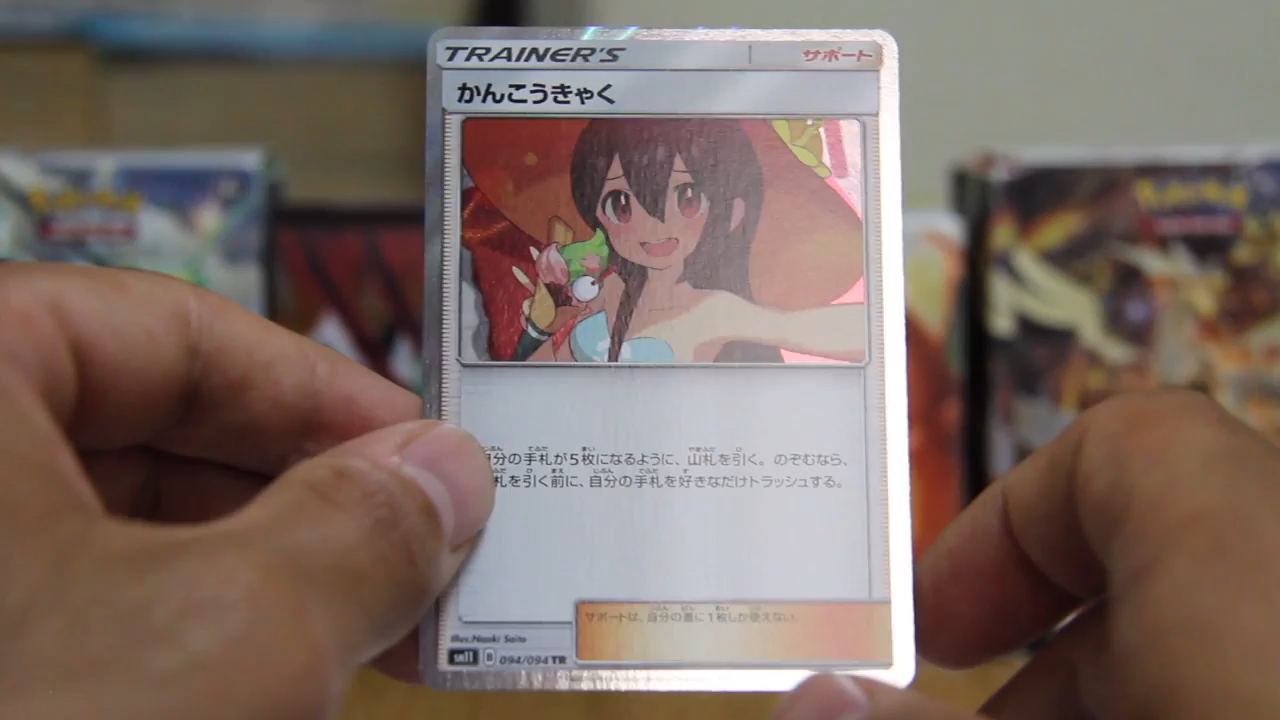 TRAINER'S サポート
かんこうきゃく
分の手札が5枚になるように、山札を引く。のぞむなら、
札を引く前に、自分の手札を好きなだけトラッシュする。
サポートは、自分の番に1枚しか使えない。
illus.Naoki Saito
sm11 B 094/094 TR